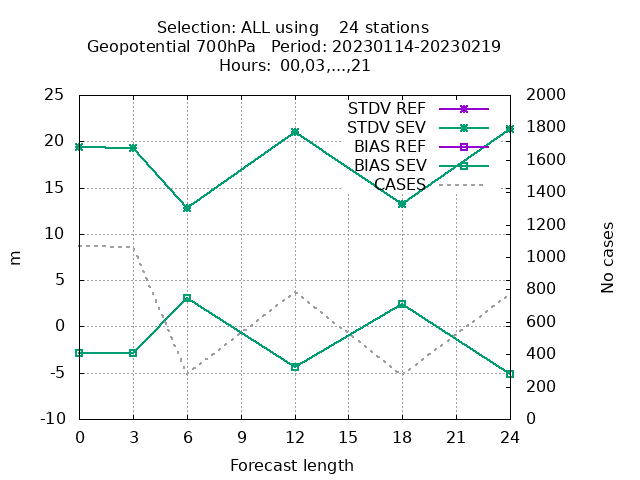 Selection: ALL using    24 stations
Geopotential 700hPa   Period: 20230114-20230219
Hours:  00,03,...,21
25
20
15
10
5
0
-5
-10
m
STDV REF
STDV SEV
BIAS REF
BIAS SEV
CASES
2000
1800
1600
1400
1200
1000
800
600
400
200
0
No cases
0 3 6 9 12 15 18 21 24
Forecast length